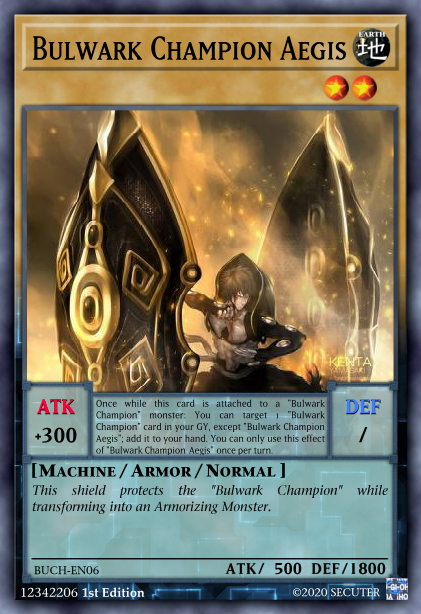 Bulwark Champion Aegis
EARTH
地
KENTA
ATK
+300
Once while this card is attached to a "Bulwark
Champion" monster: You can target 1 "Bulwark
Champion" card in your GY, except "Bulwark Champion
Aegis"; add it to your hand. You can only use this effect
of "Bulwark Champion Aegis" once per turn.
DEF
/
[Machine / Armor / Normal ]
This shield protects the "Bulwark Champion" while
transforming into an Armorizing Monster.
BUCH-EN06
ATK/ 500 DEF/1800
12342206 1st Edition
©2020 SECUTER